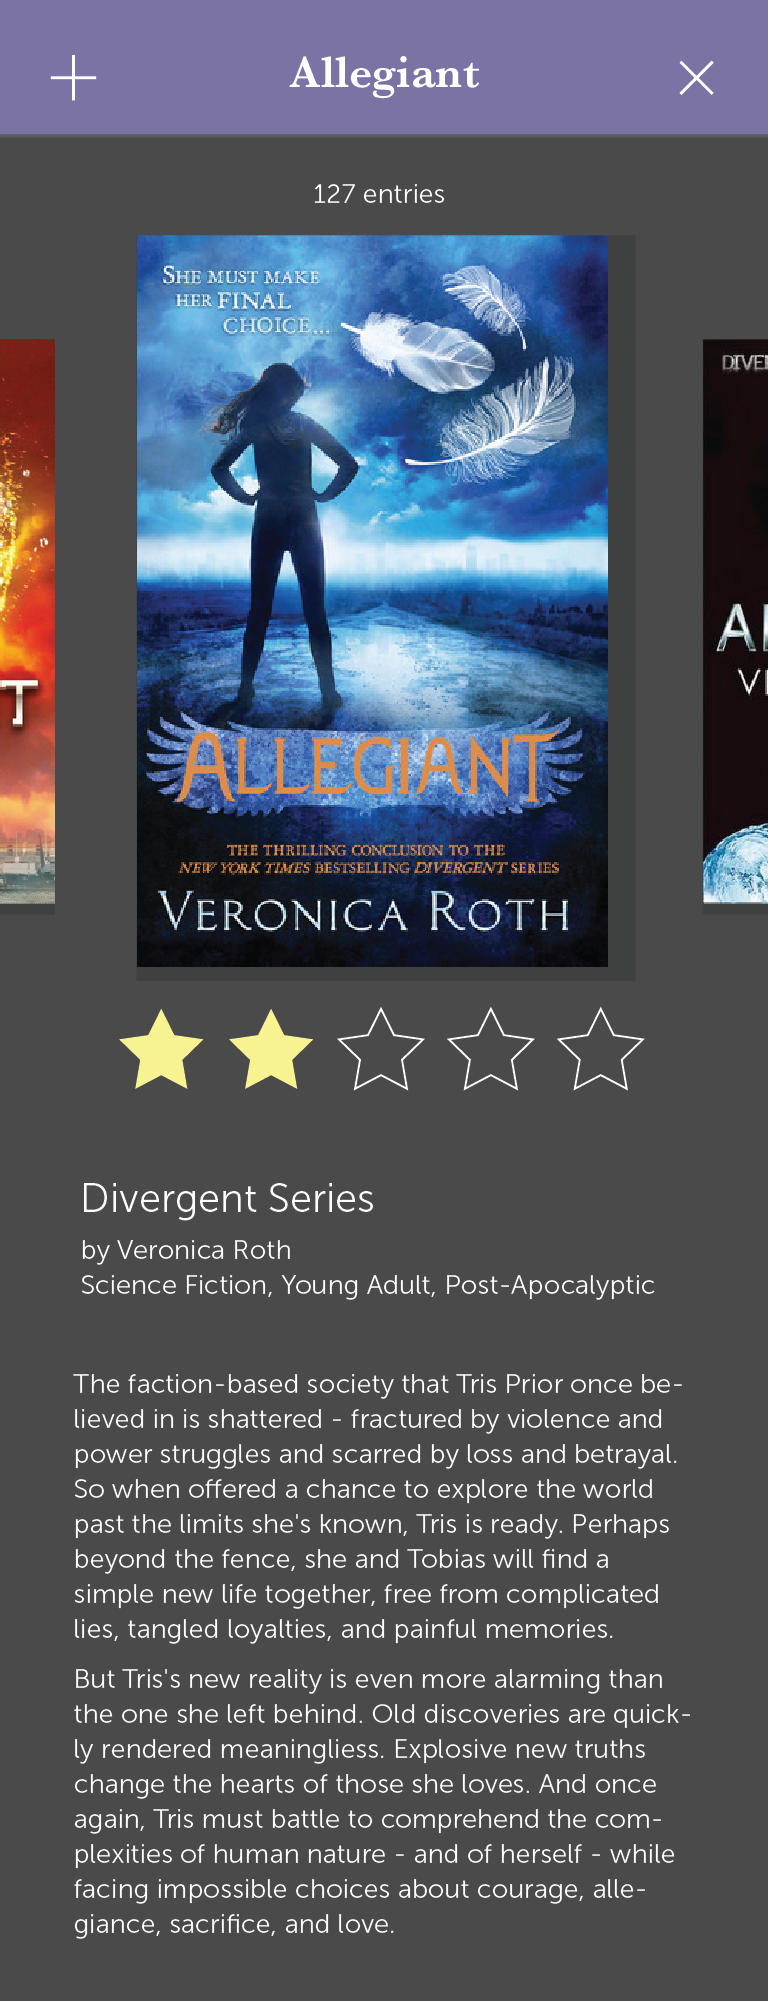 Allegiant
127 entries
SHE MUST MAKE
HER FINAL
CHOICE...
DIVER
T
A
V
ALLEGIANT
THE THRILLING CONCLUSION TO THE
NEW YORK TIMES BESTSELLING DIVERGENT SERIES
VERONICA ROTH
Divergent Series
by Veronica Roth
Science Fiction, Young Adult, Post-Apocalyptic
The faction-based society that Tris Prior once be-
lieved in is shattered - fractured by violence and
power struggles and scarred by loss and betrayal.
So when offered a chance to explore the world
past the limits she's known, Tris is ready. Perhaps
beyond the fence, she and Tobias will find a
simple new life together, free from complicated
lies, tangled loyalties, and painful memories.
But Tris's new reality is even more alarming than
the one she left behind. Old discoveries are quick-
ly rendered meaningliess. Explosive new truths
change the hearts of those she loves. And once
again, Tris must battle to comprehend the com-
plexities of human nature - and of herself - while
facing impossible choices about courage, alle-
giance, sacrifice, and love.